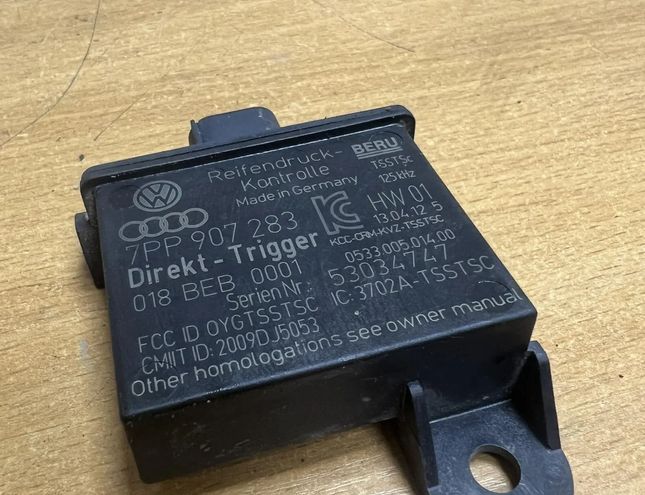 Reifendruck-
Kontrolle
Made in Germany
BERU
TSSTSc
125 kHz
7PP 907 283
HW 01
13.04.12 5
KCC-CRM-KVZ-TSSTSC
Direkt-Trigger
018 BEB 0001
0533.005.014.00
Serien Nr.: 53034747
FCC ID OYGTSSTSC IC: 3702A-TSSTSC
CMIIT ID: 2009DJ5053
Other homologations see owner manual